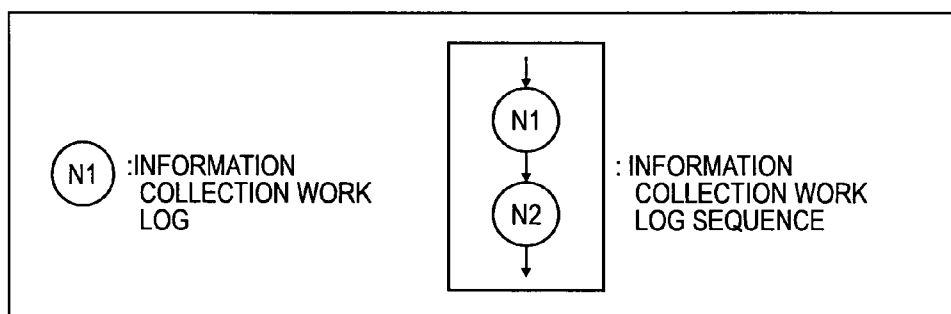 N1
:INFORMATION
COLLECTION WORK
LOG
N1
N2
: INFORMATION
COLLECTION WORK
LOG SEQUENCE